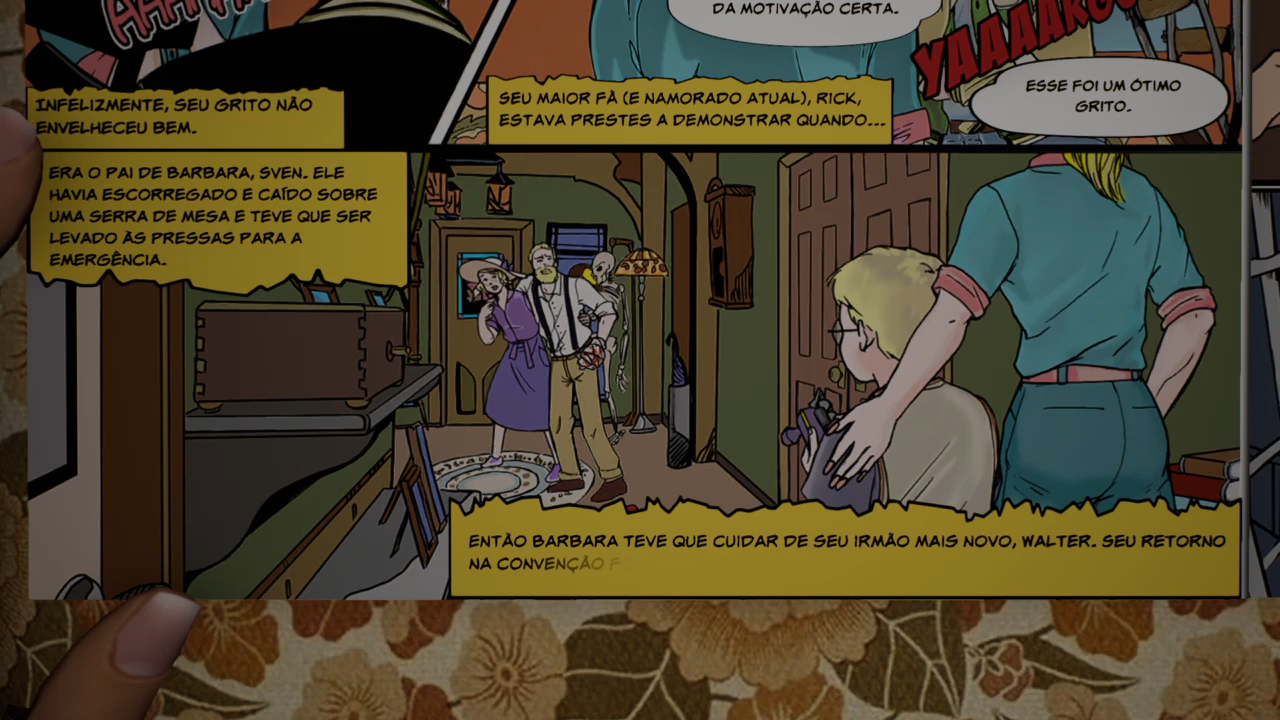 AAAAA
DA MOTIVAÇÃO CERTA.
YAAAARGG
ESSE FOI UM ÓTIMO
GRITO.
INFELIZMENTE, SEU GRITO NÃO
ENVELHECEU BEM.
SEU MAIOR FÃ (E NAMORADO ATUAL), RICK,
ESTAVA PRESTES A DEMONSTRAR QUANDO...
ERA O PAI DE BARBARA, SVEN. ELE
HAVIA ESCORREGADO E CAÍDO SOBRE
UMA SERRA DE MESA E TEVE QUE SER
LEVADO ÀS PRESSAS PARA A
EMERGÊNCIA.
ENTÃO BARBARA TEVE QUE CUIDAR DE SEU IRMÃO MAIS NOVO, WALTER. SEU RETORNO
NA CONVENÇÃO F